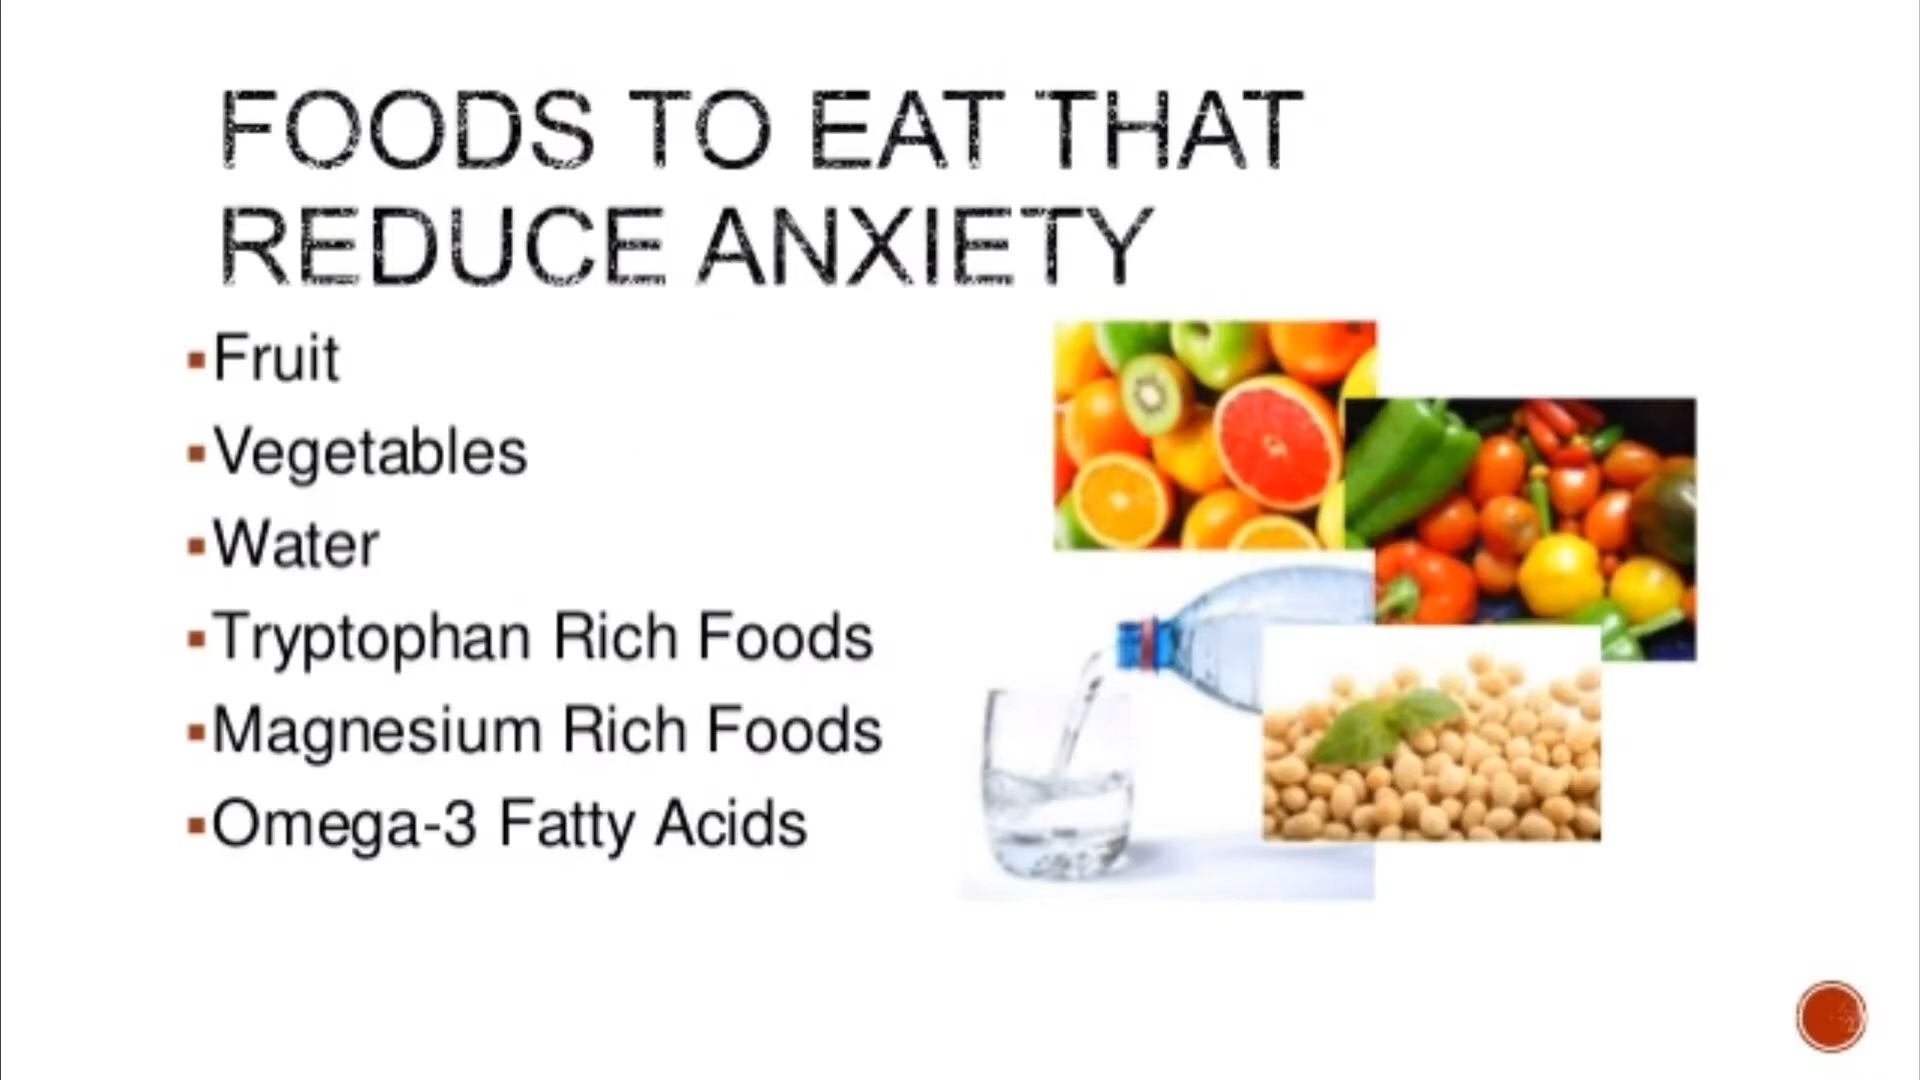 FOODS TO EAT THAT
REDUCE ANXIETY
▪Fruit
▪Vegetables
▪Water
▪Tryptophan Rich Foods
▪Magnesium Rich Foods
▪Omega-3 Fatty Acids